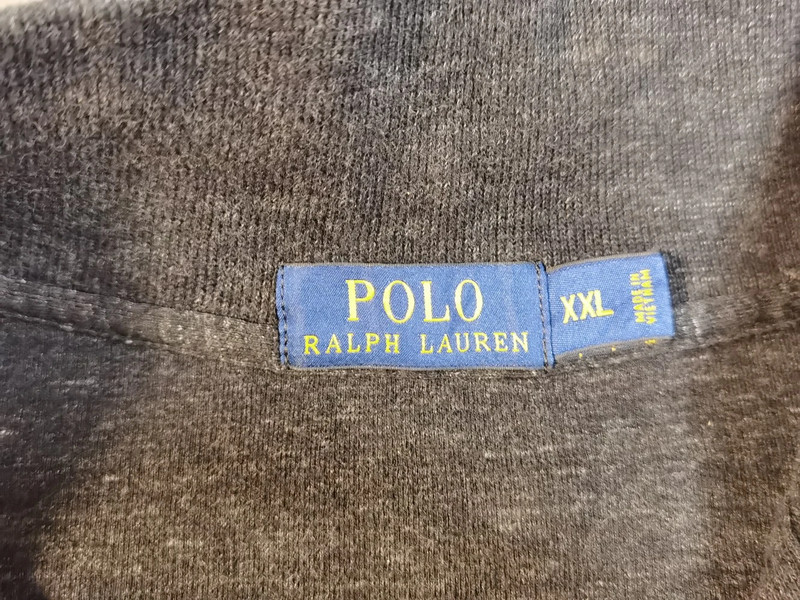 POLO
RALPH LAUREN
XXL
MADE IN
VIETNAM